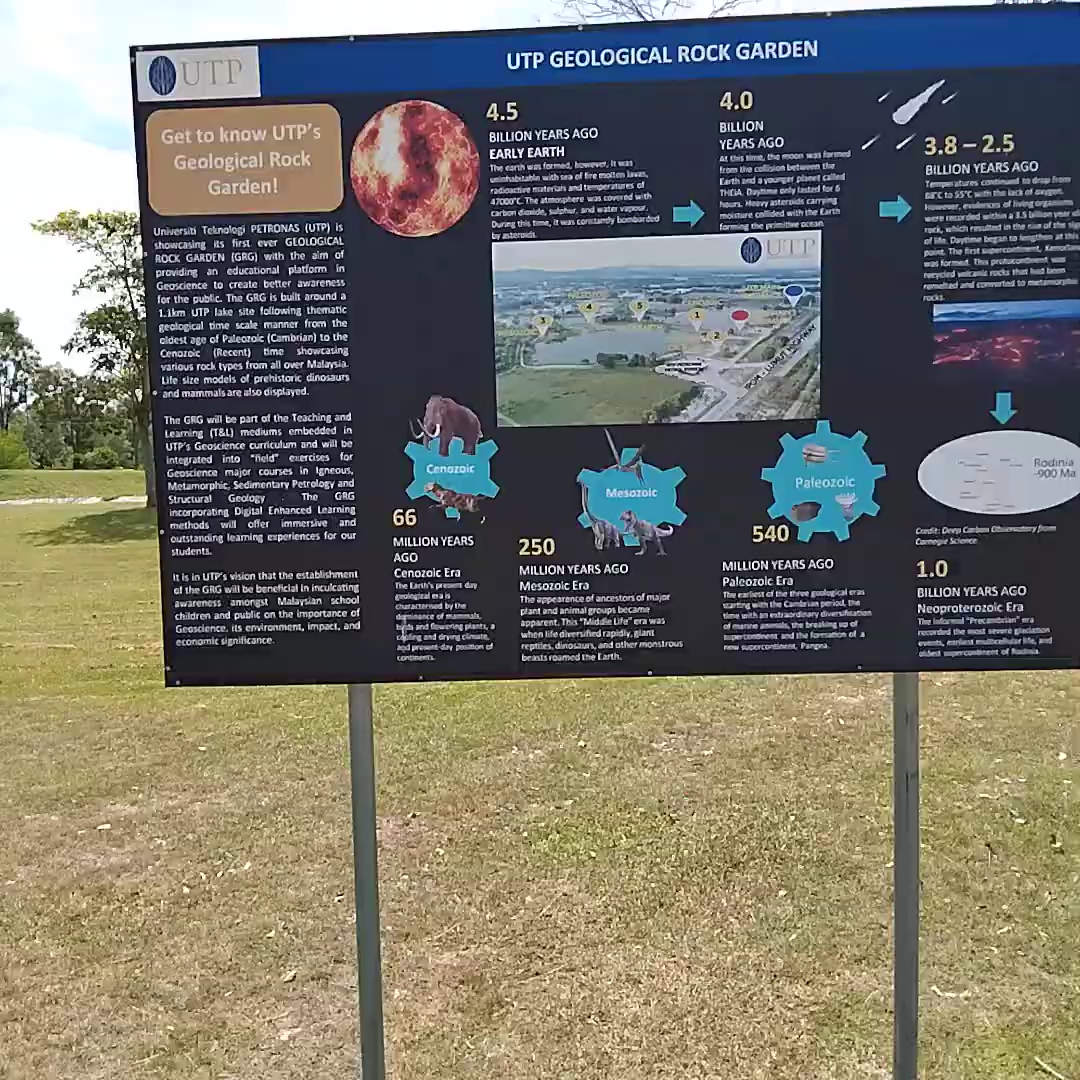 UTP
UTP GEOLOGICAL ROCK GARDEN
Get to know UTP's
Geological Rock
Garden!
Universiti Teknologi PETRONAS (UTP) is
showcasing its first ever GEOLOGICAL
ROCK GARDEN (GRG) with the aim of
providing an educational platform in
Geoscience to create better awareness
for the public. The GRG is built around a
1.1km UTP lake site following thematic
geological time scale manner from the
oldest age of Paleozoic (Cambrian) to the
Cenozoic (Recent) time showcasing
various rock types from all over Malaysia.
Life size models of prehistoric dinosaurs
and mammals are also displayed.
The GRG will be part of the Teaching and
Learning (T&L) mediums embedded in
UTP's Geoscience curriculum and will be
integrated into "field" exercises for
Geoscience major courses in Igneous,
Metamorphic, Sedimentary Petrology and
Structural Geology . The GRG
incorporating Digital Enhanced Learning
methods will offer immersive and
outstanding learning experiences for our
students.
It is in UTP's vision that the establishment
of the GRG will be beneficial in inculcating
awareness amongst Malaysian school
children and public on the importance of
Geoscience, its environment, impact, and
economic significance.
4.5
BILLION YEARS AGO
EARLY EARTH
The earth was formed, however, it was
uninhabitable with sea of fire molten lavas,
radioactive materials and temperatures of
47000°C. The atmosphere was covered with
carbon dioxide, sulphur, and water vapour.
During this time, it was constantly bombarded
by asteroids.
4.0
BILLION
YEARS AGO
At this time, the moon was formed
from the collision between the
Earth and a younger planet called
THEIA. Daytime only lasted for 6
hours. Heavy asteroids carrying
moisture collided with the Earth
forming the primitive ocean.
3.8 – 2.5
BILLION YEARS AGO
Temperatures continued to drop from
88°C to 55°C with the lack of oxygen.
However, evidences of living organism
were recorded within a 3.5 billion year
rock, which resulted in the rise of the
of life. Daytime began to lengthen at this
point. The first supercontinent,
was formed. This protocontinent was
recycled volcanic rocks that had been
remelted and converted to metamorphic
rocks.
UTP
3
4
5
1
2
IPOH LUMUT HIGHWAY
Rodinia
~900 Ma
Credit: Deep Carbon Observatory from
Carnegie Science
1.0
BILLION YEARS AGO
Neoproterozoic Era
The informal "Precambrian" era
recorded the most severe glaciation
events, earliest multicellular life, and
oldest supercontinent of Rodinia.
Paleozoic
540
MILLION YEARS AGO
Paleozoic Era
The earliest of the three geological eras
starting with the Cambrian period, the
time with an extraordinary diversification
of marine animals, the breaking up of
supercontinent and the formation of a
new supercontinent, Pangea.
Mesozoic
250
MILLION YEARS AGO
Mesozoic Era
The appearance of ancestors of major
plant and animal groups became
apparent. This "Middle Life" era was
when life diversified rapidly, giant
reptiles, dinosaurs, and other monstrous
beasts roamed the Earth.
Cenozoic
66
MILLION YEARS
AGO
Cenozoic Era
The Earth's present day
geological era is
characterised by the
dominance of mammals,
birds and flowering plants, a
cooling and drying climate,
and present-day position of
continents.